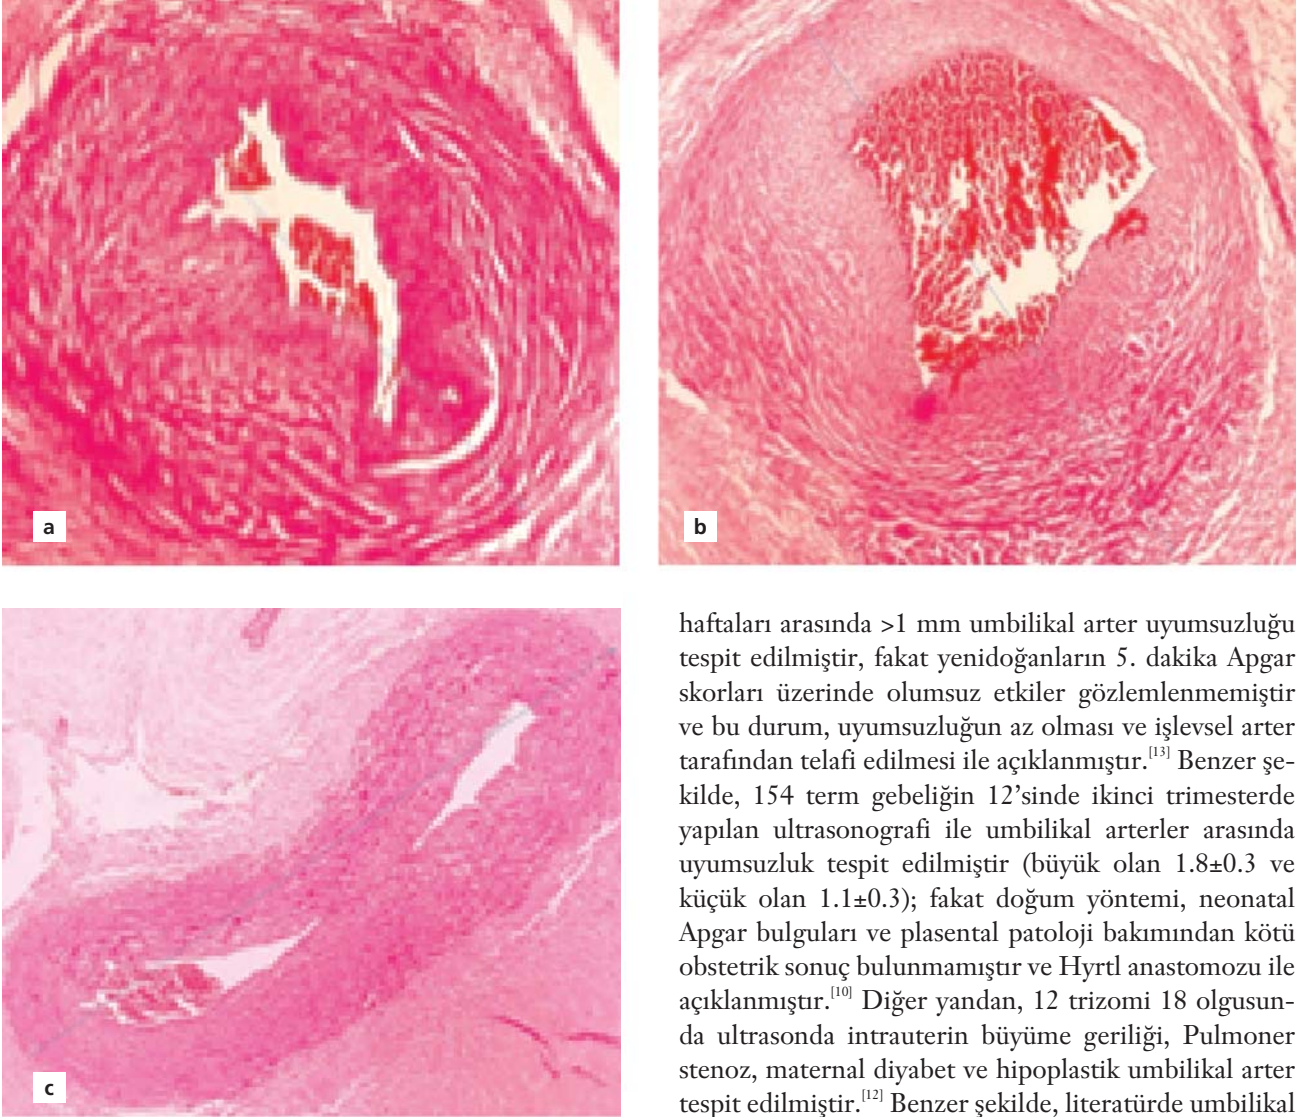 a
b
c
haftaları arasında >1 mm umbilikal arter uyumsuzluğu
tespit edilmiştir, fakat yenidoğanların 5. dakika Apgar
skorları üzerinde olumsuz etkiler gözlemlenmemiştir
ve bu durum, uyumsuzluğun az olması ve işlevsel arter
tarafından telafi edilmesi ile açıklanmıştır.[13] Benzer şe-
kilde, 154 term gebeliğin 12’sinde ikinci trimesterde
yapılan ultrasonografi ile umbilikal arterler arasında
uyumsuzluk tespit edilmiştir (büyük olan 1.8±0.3 ve
küçük olan 1.1±0.3); fakat doğum yöntemi, neonatal
Apgar bulguları ve plasental patoloji bakımından kötü
obstetrik sonuç bulunmamıştır ve Hyrtl anastomozu ile
açıklanmıştır.[10] Diğer yandan, 12 trizomi 18 olgusun-
da ultrasonda intrauterin büyüme geriliği, Pulmoner
stenoz, maternal diyabet ve hipoplastik umbilikal arter
tespit edilmiştir.[12] Benzer şekilde, literatürde umbilikal